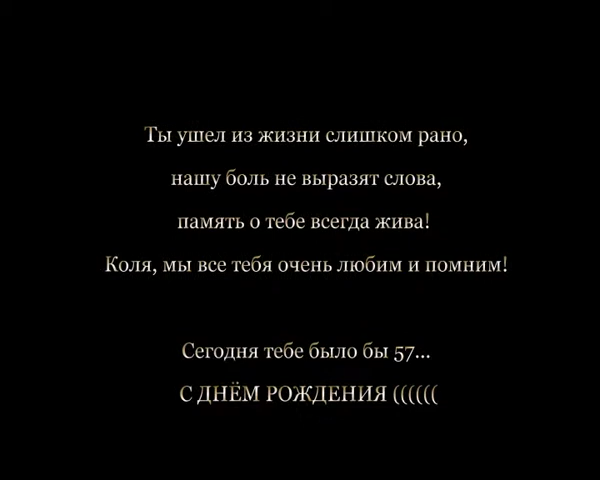 Ты ушел из жизни слишком рано,
нашу боль не выразят слова,
память о тебе всегда жива!
Коля, мы все тебя очень любим и помним!
Сегодня тебе было бы 57...
С ДНЁМ РОЖДЕНИЯ ((((((